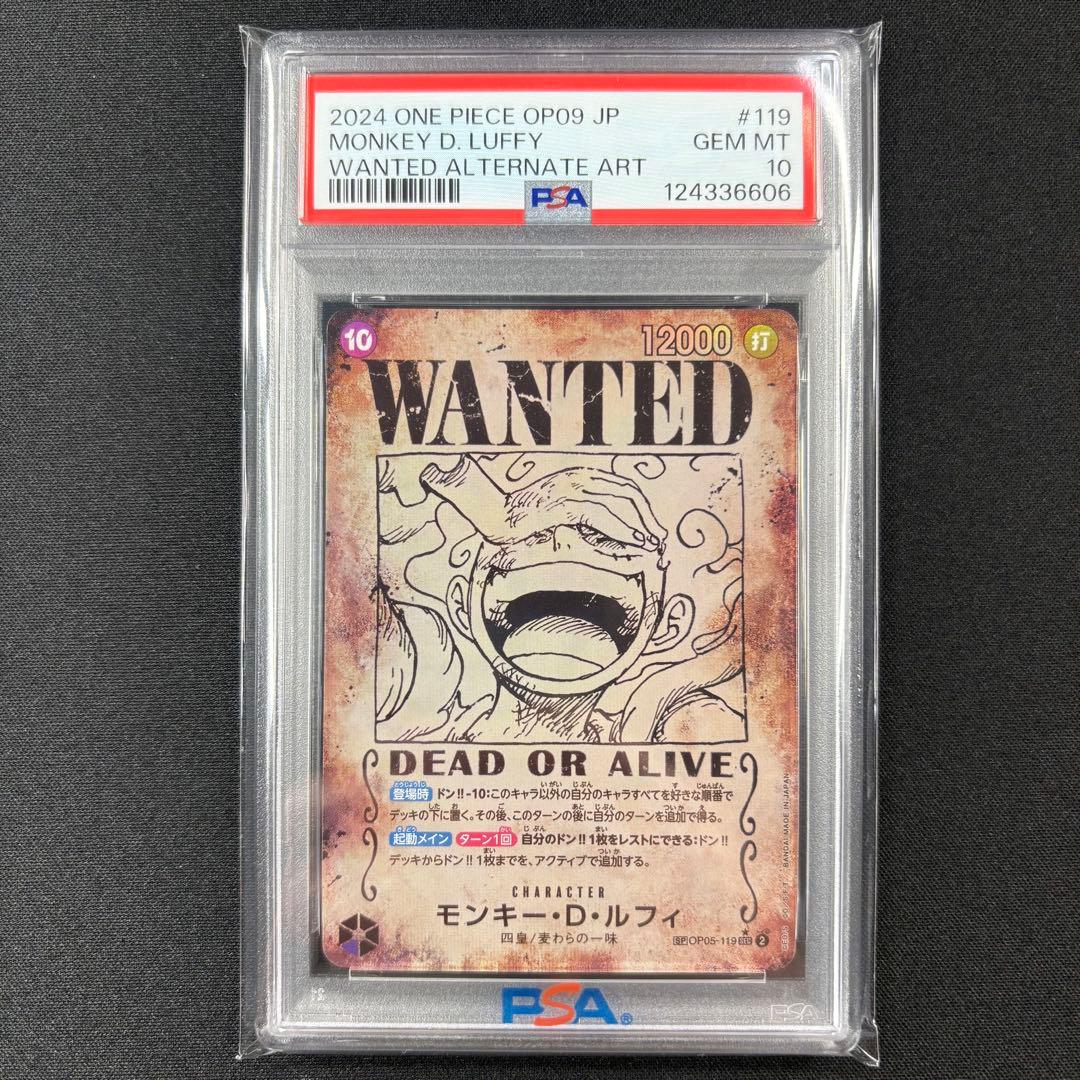 2024 ONE PIECE OP09 JP #119
MONKEY D. LUFFY GEM MT
WANTED ALTERNATE ART 10
PSA 124336606
10 12000 打
WANTED
DEAD OR ALIVE
登場時 ドン!!-10:このキャラ以外の自分のキャラすべてを好きな順番で
デッキの下に置く。その後、このターンの後に自分のターンを追加で得る。
起動メイン ターン1回 自分のドン!!1枚をレストにできる:ドン!!
デッキからドン!!1枚までを、アクティブで追加する。
CHARACTER
モンキー・D・ルフィ
四皇/麦わらの一味
SP OP05-119 SEC 2
BANDAI MADE IN JAPAN
PSA®
PSA